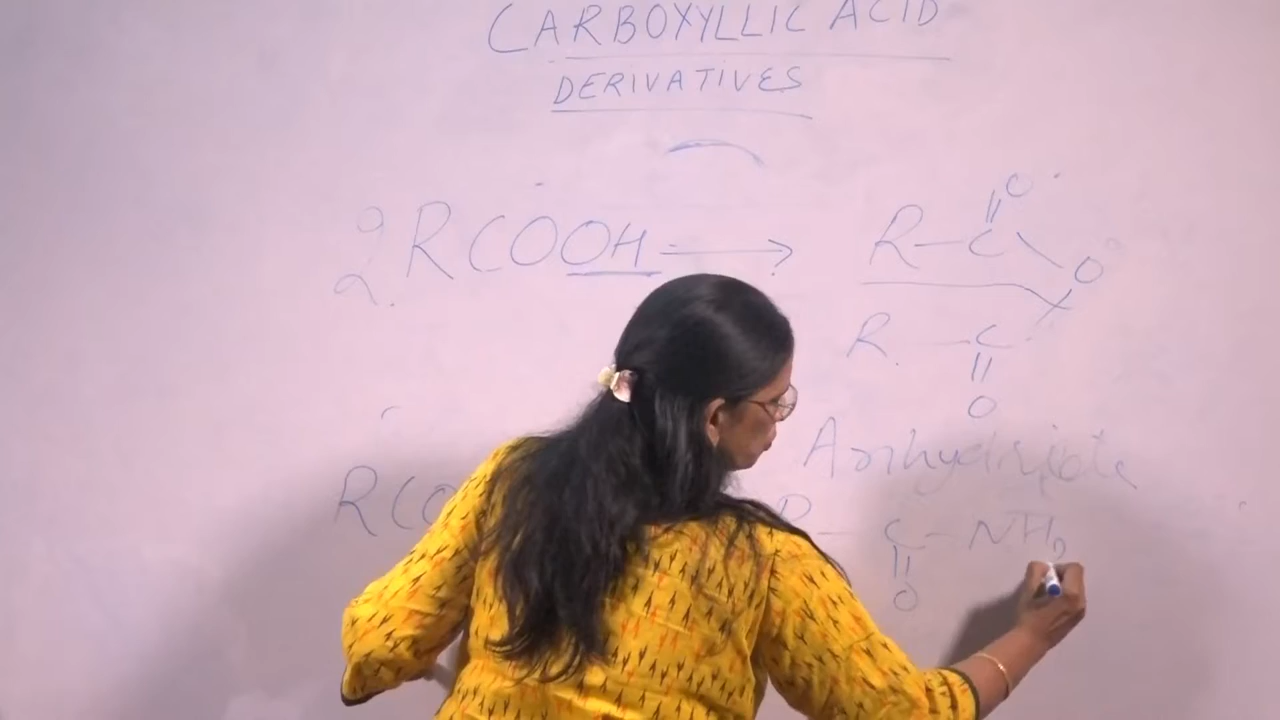 CARBOXYLLIC ACID
DERIVATIVES
2 RCOOH → R—C
O
O
R — C
O
Anhydride
RCO
R — C — NH2
O